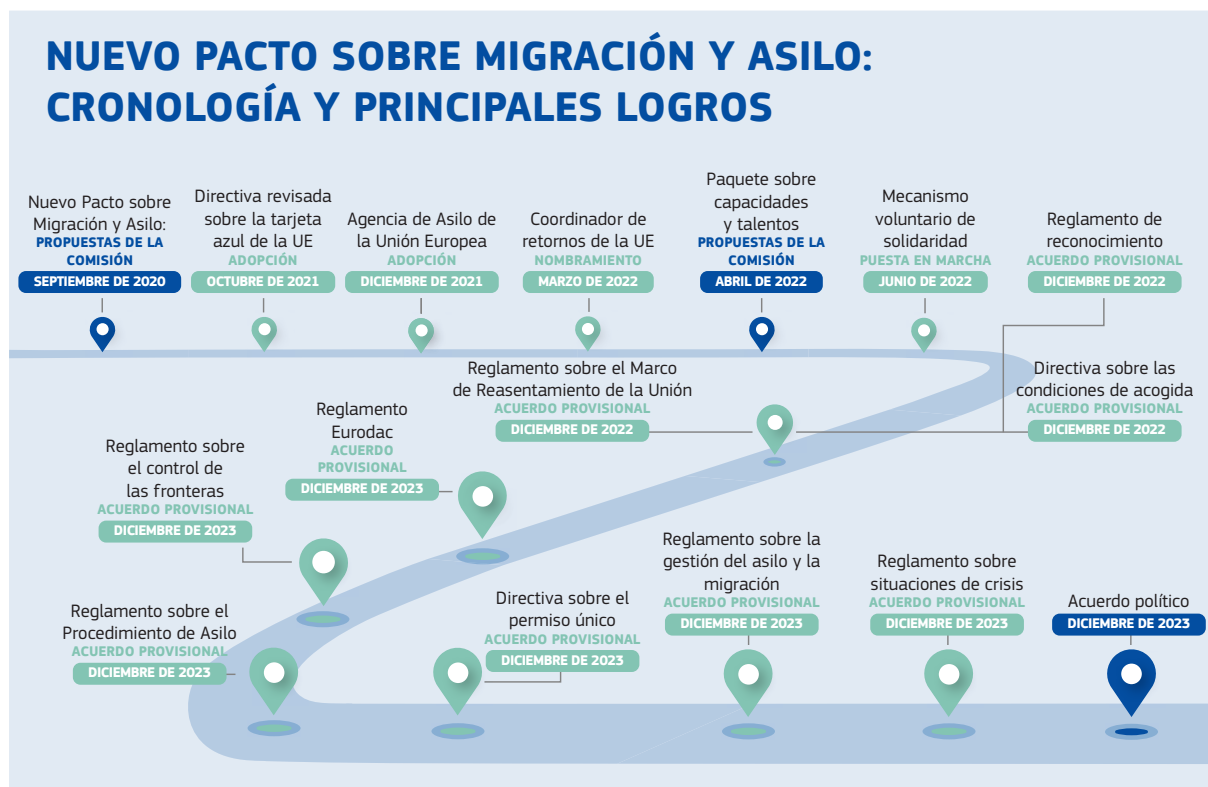 NUEVO PACTO SOBRE MIGRACIÓN Y ASILO:
CRONOLOGÍA Y PRINCIPALES LOGROS
Nuevo Pacto sobre
Migración y Asilo:
PROPUESTAS DE LA
COMISIÓN
SEPTIEMBRE DE 2020
Directiva revisada
sobre la tarjeta
azul de la UE
ADOPCIÓN
OCTUBRE DE 2021
Agencia de Asilo de
la Unión Europea
ADOPCIÓN
DICIEMBRE DE 2021
Coordinador de
retornos de la UE
NOMBRAMIENTO
MARZO DE 2022
Paquete sobre
capacidades
y talentos
PROPUESTAS DE LA
COMISIÓN
ABRIL DE 2022
Mecanismo
voluntario de
solidaridad
PUESTA EN MARCHA
JUNIO DE 2022
Reglamento de
reconocimiento
ACUERDO PROVISIONAL
DICIEMBRE DE 2022
Reglamento sobre el Marco
de Reasentamiento de la Unión
ACUERDO PROVISIONAL
DICIEMBRE DE 2022
Directiva sobre las
condiciones de acogida
ACUERDO PROVISIONAL
DICIEMBRE DE 2022
Reglamento
Eurodac
ACUERDO
PROVISIONAL
DICIEMBRE DE 2023
Reglamento sobre
el control de
las fronteras
ACUERDO PROVISIONAL
DICIEMBRE DE 2023
Reglamento sobre el
Procedimiento de Asilo
ACUERDO PROVISIONAL
DICIEMBRE DE 2023
Directiva sobre el
permiso único
ACUERDO PROVISIONAL
DICIEMBRE DE 2023
Reglamento sobre la
gestión del asilo y la
migración
ACUERDO PROVISIONAL
DICIEMBRE DE 2023
Reglamento sobre
situaciones de crisis
ACUERDO PROVISIONAL
DICIEMBRE DE 2023
Acuerdo político
DICIEMBRE DE 2023